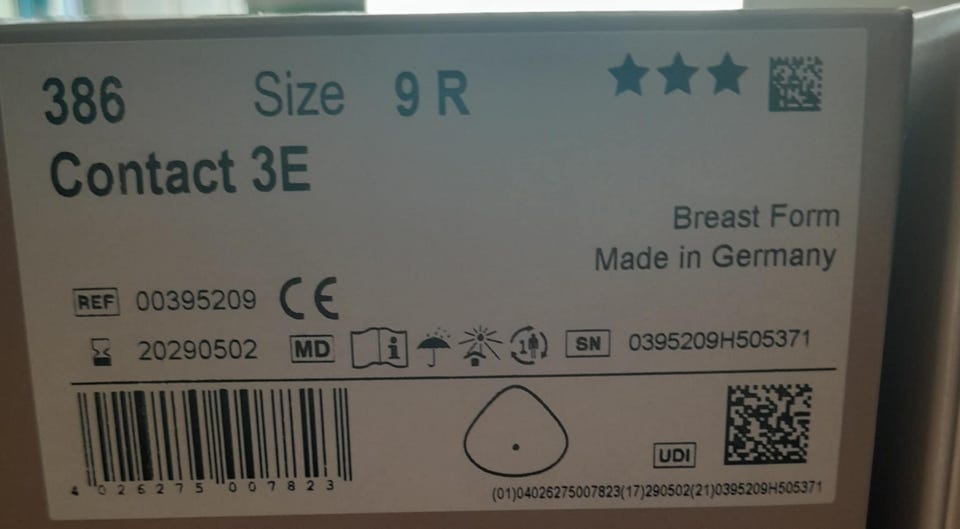 386 Size 9 R
Contact 3E
Breast Form
Made in Germany
REF 00395209 CE
20290502 MD i 1 SN 0395209H505371
4 026275 007823
UDI
(01)04026275007823(17)290502(21)0395209H505371